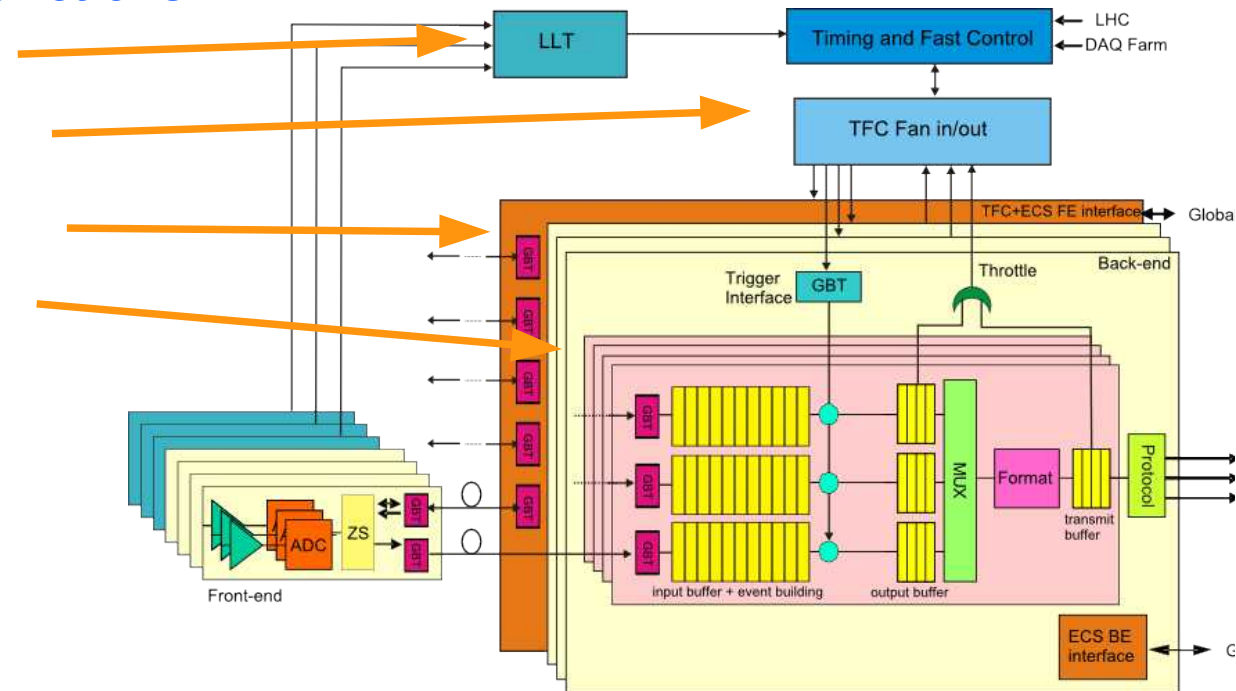 LLT
Timing and Fast Control
LHC
DAQ Farm
TFC Fan in/out
TFC+ECS FE interface
Global
Back-end
Trigger
Interface
GBT
Throttle
GBT
GBT
GBT
GBT
GBT
GBT
GBT
GBT
MUX
Format
transmit
buffer
Protocol
input buffer + event building
output buffer
ADC
ZS
GBT
GBT
Front-end
ECS BE
interface
G